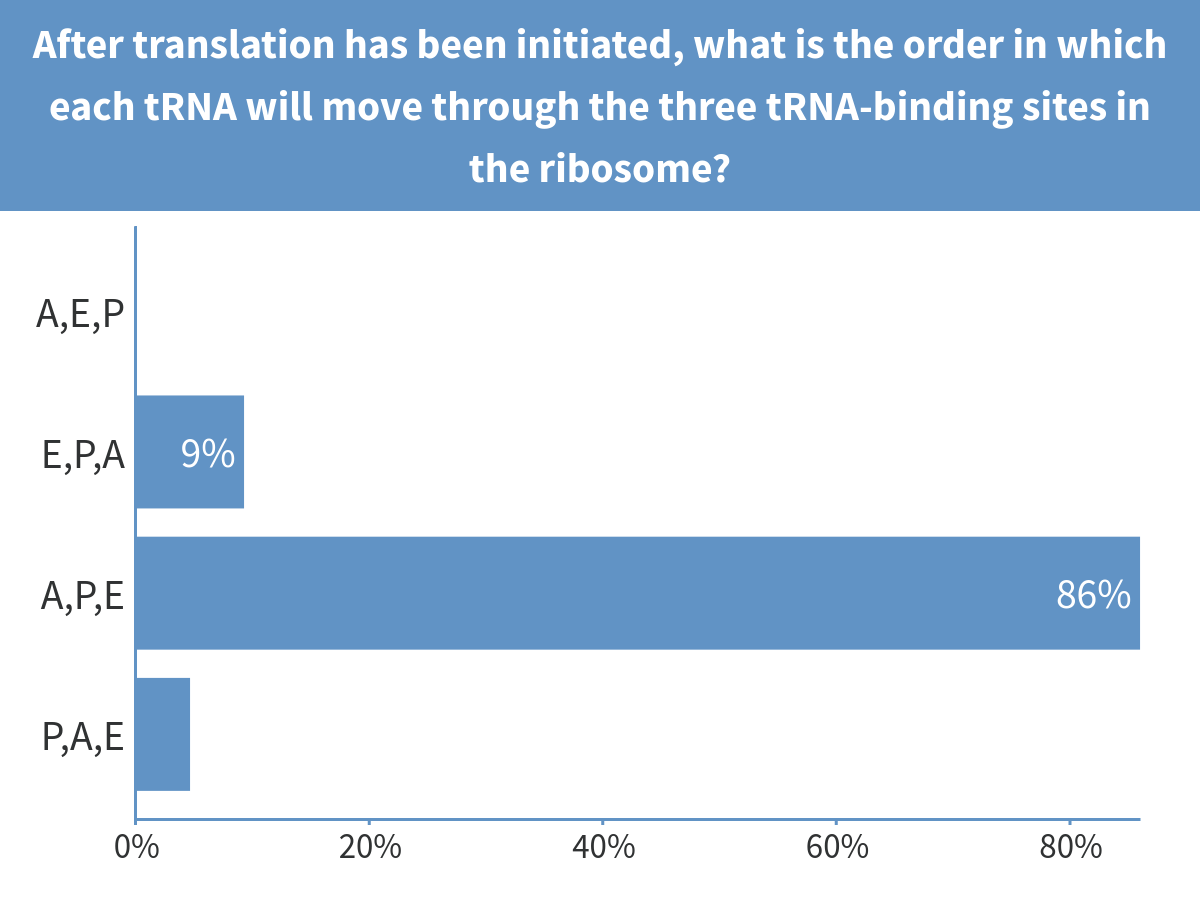 After translation has been initiated, what is the order in which
each tRNA will move through the three tRNA-binding sites in
the ribosome?
A,E,P
E,P,A
9%
A,P,E
86%
P,A,E
0%
20%
40%
60%
80%